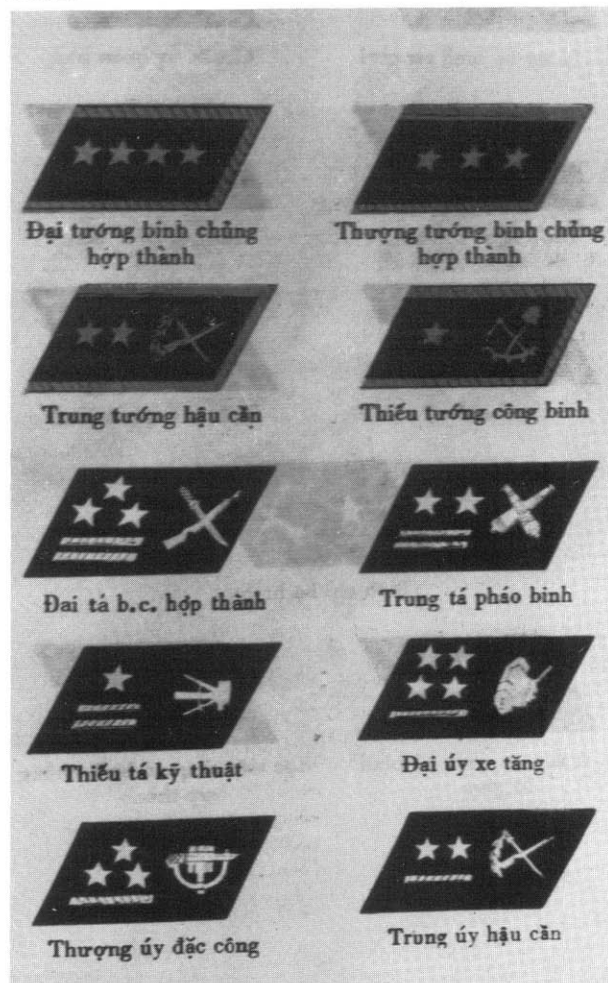 Đại tướng binh chủng
hợp thành
Thượng tướng binh chủng
hợp thành
Trung tướng hậu cần
Thiếu tướng công binh
Đai tá b.c. hợp thành
Trung tá pháo binh
Thiếu tá kỹ thuật
Đại úy xe tăng
Thượng úy đặc công
Trung úy hậu cần